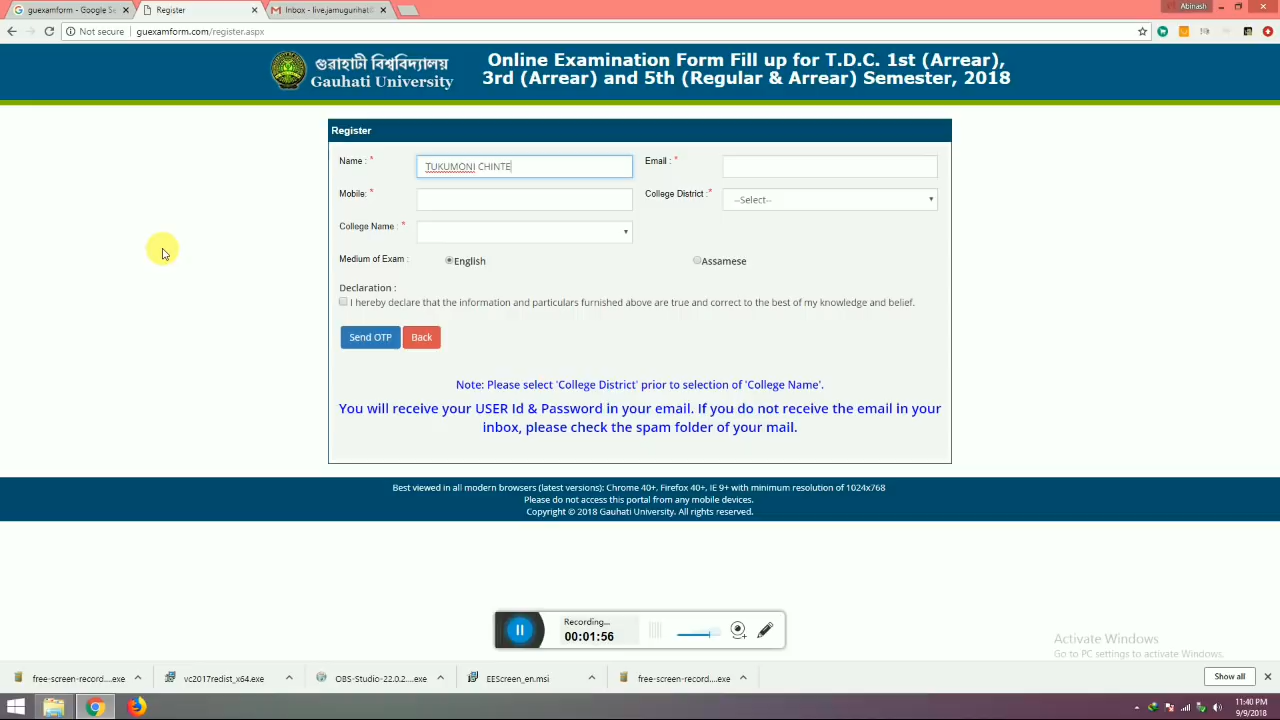 guexamform - Google Se
Register
Inbox - live.jamugurihat@
Abinash
Not secure
guexamform.com/register.aspx
গুৱাহাটী বিশ্ববিদ্যালয়
Gauhati University
Online Examination Form Fill up for T.D.C. 1st (Arrear),
3rd (Arrear) and 5th (Regular & Arrear) Semester, 2018
Register
Name : * TUKUMONI CHINTE Email : *
Mobile: * College District : * --Select--
College Name : *
Medium of Exam : English Assamese
Declaration :
I hereby declare that the information and particulars furnished above are true and correct to the best of my knowledge and belief.
Send OTP Back
Note: Please select 'College District' prior to selection of 'College Name'.
You will receive your USER Id & Password in your email. If you do not receive the email in your
inbox, please check the spam folder of your mail.
Best viewed in all modern browsers (latest versions): Chrome 40+, Firefox 40+, IE 9+ with minimum resolution of 1024x768
Please do not access this portal from any mobile devices.
Copyright © 2018 Gauhati University. All rights reserved.
Recording...
00:01:56
Activate Windows
Go to PC settings to activate Windows.
free-screen-record....exe vc2017redist_x64.exe OBS-Studio-22.0.2....exe EEScreen_en.msi free-screen-record....exe Show all
11:40 PM
9/9/2018